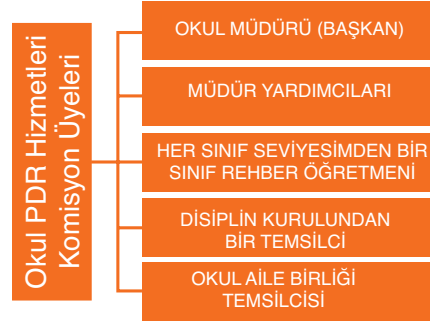 Okul PDR Hizmetleri
Komisyon Üyeleri
OKUL MÜDÜRÜ (BAŞKAN)
MÜDÜR YARDIMCILARI
HER SINIF SEVİYESİMDEN BİR
SINIF REHBER ÖĞRETMENİ
DİSİPLİN KURULUNDAN
BİR TEMSİLCİ
OKUL AİLE BİRLİĞİ
TEMSİLCİSİ